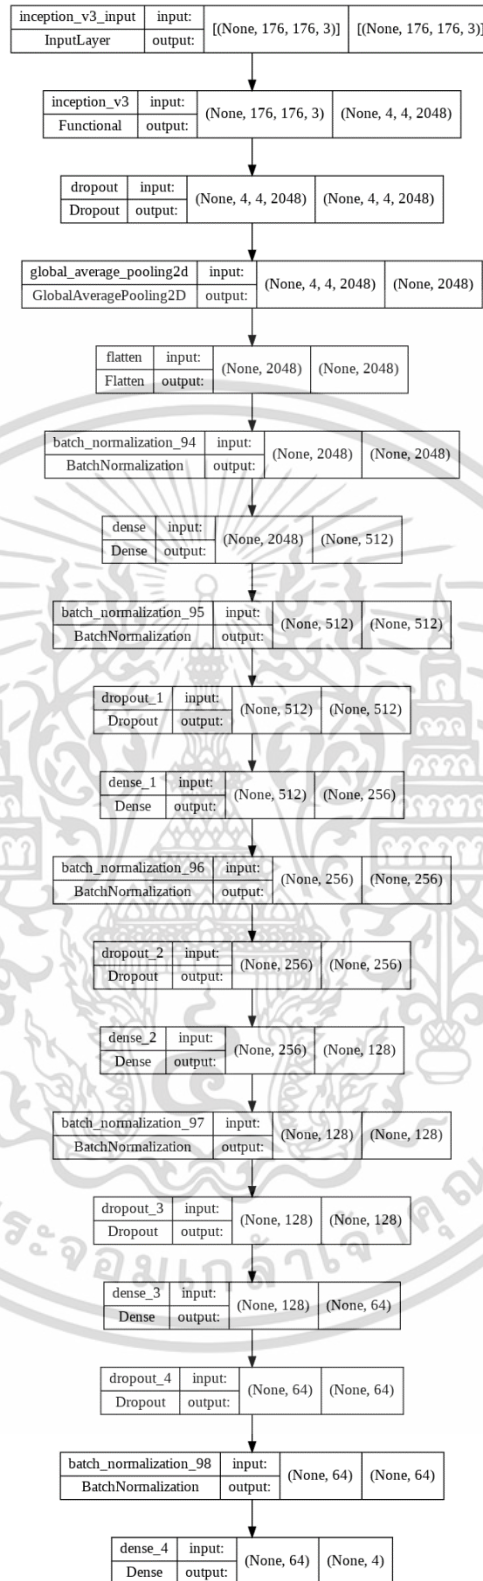 inception_v3_input input: [(None, 176, 176, 3)] [(None, 176, 176, 3)]
InputLayer output:
inception_v3 input: (None, 176, 176, 3) (None, 4, 4, 2048)
Functional output:
dropout input: (None, 4, 4, 2048) (None, 4, 4, 2048)
Dropout output:
global_average_pooling2d input: (None, 4, 4, 2048) (None, 2048)
GlobalAveragePooling2D output:
flatten input: (None, 2048) (None, 2048)
Flatten output:
batch_normalization_94 input: (None, 2048) (None, 2048)
BatchNormalization output:
dense input: (None, 2048) (None, 512)
Dense output:
batch_normalization_95 input: (None, 512) (None, 512)
BatchNormalization output:
dropout_1 input: (None, 512) (None, 512)
Dropout output:
dense_1 input: (None, 512) (None, 256)
Dense output:
batch_normalization_96 input: (None, 256) (None, 256)
BatchNormalization output:
dropout_2 input: (None, 256) (None, 256)
Dropout output:
dense_2 input: (None, 256) (None, 128)
Dense output:
batch_normalization_97 input: (None, 128) (None, 128)
BatchNormalization output:
dropout_3 input: (None, 128) (None, 128)
Dropout output:
dense_3 input: (None, 128) (None, 64)
Dense output:
dropout_4 input: (None, 64) (None, 64)
Dropout output:
batch_normalization_98 input: (None, 64) (None, 64)
BatchNormalization output:
dense_4 input: (None, 64) (None, 4)
Dense output: